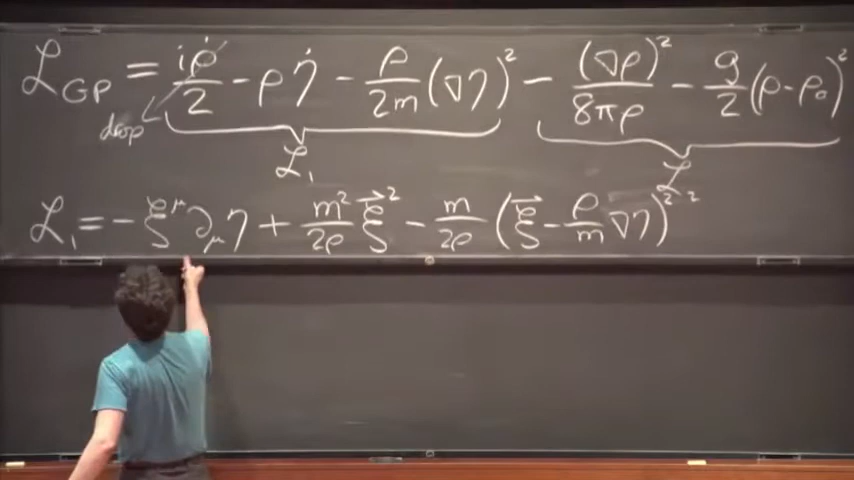 ℒ_GP = iρ̇/2 - ρη̇ - ρ/2m (∇η)² - (∇ρ)²/8πρ - g/2 (ρ-ρ₀)²
drop ℒ₁ ℒ₂
ℒ₁ = -ξ^μ ∂_μ η + m²/2ρ ξ⃗² - m/2ρ (ξ⃗ - ρ/m ∇η)²